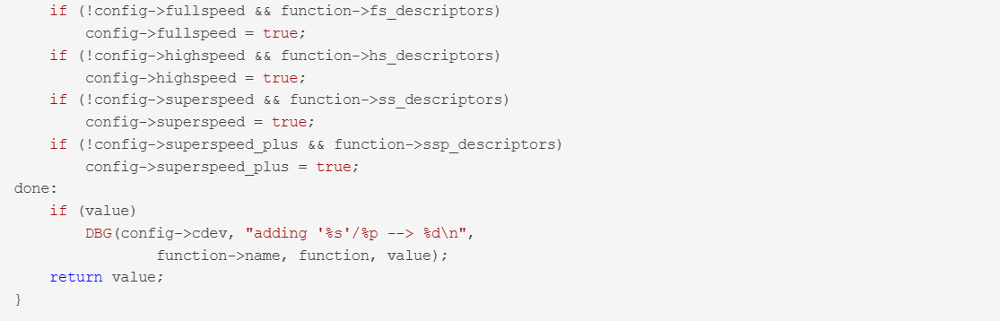 if (!config->fullspeed && function->fs_descriptors)
config->fullspeed = true;
if (!config->highspeed && function->hs_descriptors)
config->highspeed = true;
if (!config->superspeed && function->ss_descriptors)
config->superspeed = true;
if (!config->superspeed_plus && function->ssp_descriptors)
config->superspeed_plus = true;
done:
if (value)
DBG(config->cdev, "adding '%s'/%p --> %d\n",
function->name, function, value);
return value;
}